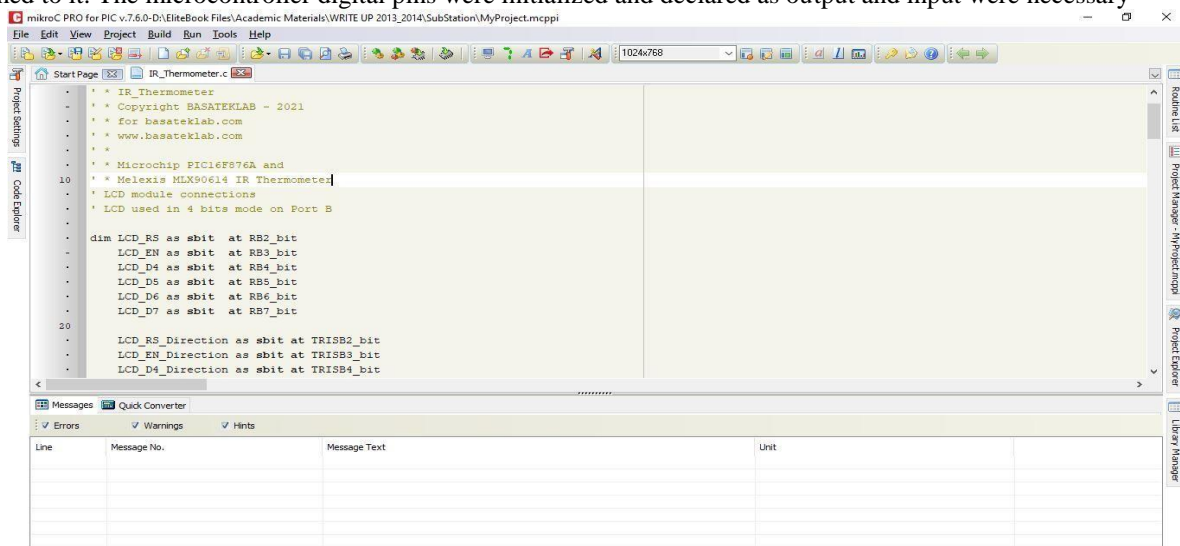 ned to it. The microcontroller digital pins were initialized and declared as output and input were necessary
mikroC PRO for PIC v.7.6.0-D:\EliteBook Files\Academic Materials\WRITE UP 2013_2014\SubStation\MyProject.mcppi
File Edit View Project Build Run Tools Help
1024x768
Start Page IR_Thermometer.c
Project Settings
Code Explorer
' * IR_Thermometer
' * Copyright BASATEKLAB - 2021
' * for basateklab.com
' * www.basateklab.com
' *
' * Microchip PIC16F876A and
10 ' * Melexis MLX90614 IR Thermometer
' LCD module connections
' LCD used in 4 bits mode on Port B
dim LCD_RS as sbit at RB2_bit
LCD_EN as sbit at RB3_bit
LCD_D4 as sbit at RB4_bit
LCD_D5 as sbit at RB5_bit
LCD_D6 as sbit at RB6_bit
LCD_D7 as sbit at RB7_bit
20
LCD_RS_Direction as sbit at TRISB2_bit
LCD_EN_Direction as sbit at TRISB3_bit
LCD_D4_Direction as sbit at TRISB4_bit
Routine List
Project Manager - MyProject.mcppi
Project Explorer
Library Manager
Messages Quick Converter
Errors Warnings Hints
Line Message No. Message Text Unit